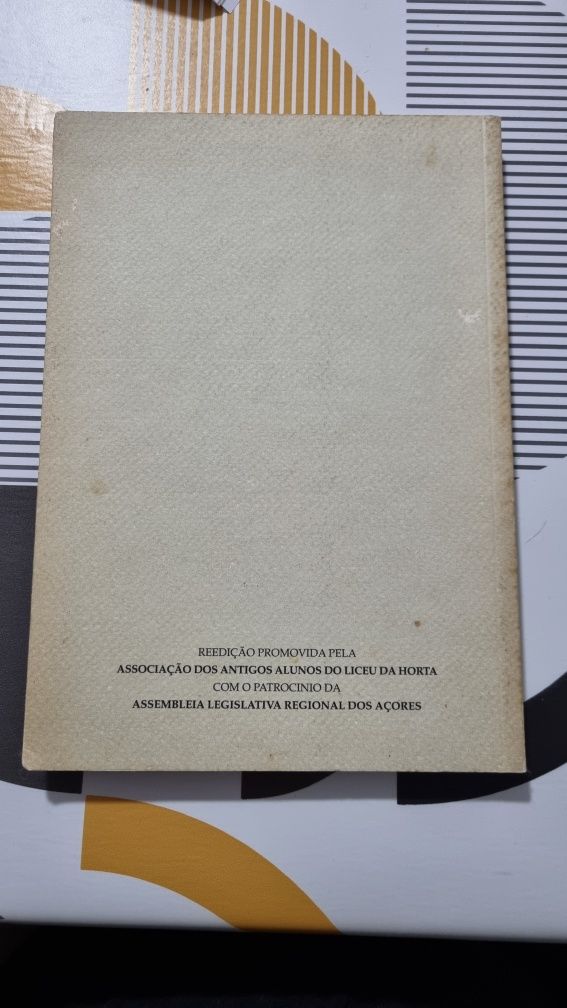 REEDIÇÃO PROMOVIDA PELA
ASSOCIAÇÃO DOS ANTIGOS ALUNOS DO LICEU DA HORTA
COM O PATROCINIO DA
ASSEMBLEIA LEGISLATIVA REGIONAL DOS AÇORES